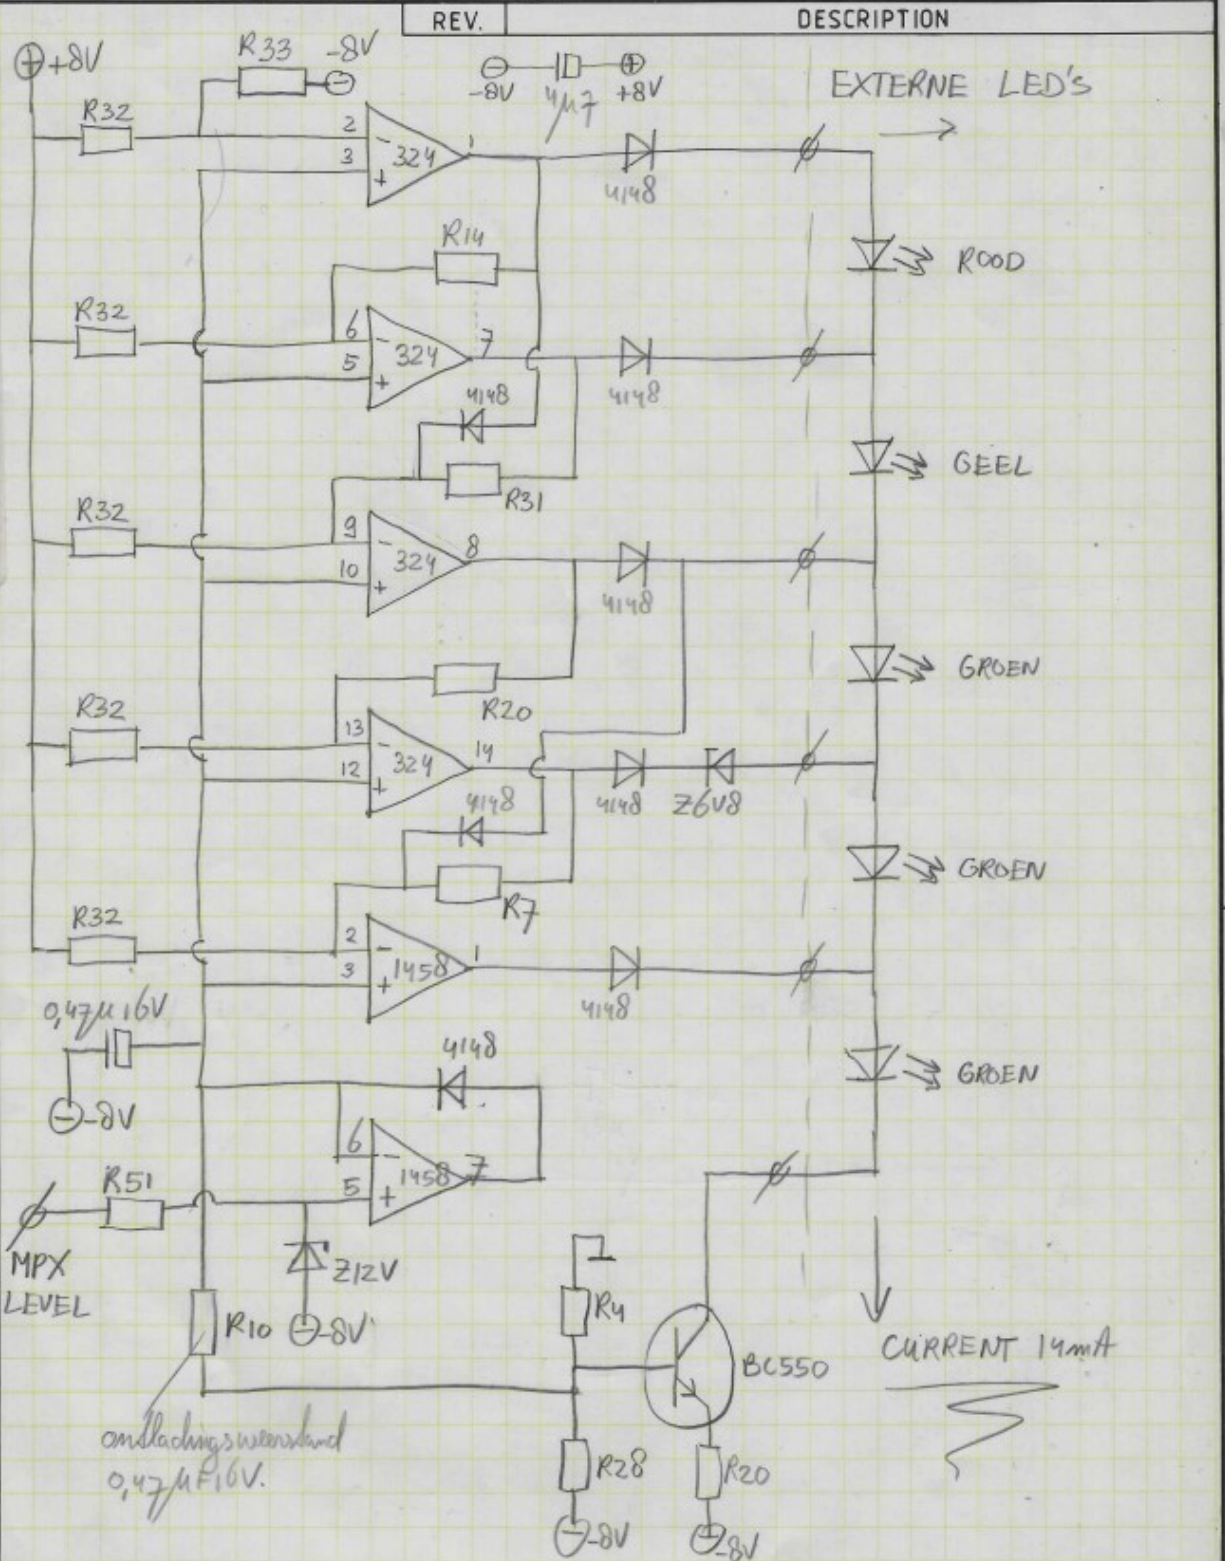 REV. DESCRIPTION
+8V R33 -8V
-8V 4µ7 +8V
EXTERNE LED's
R32 2 3 324 1 4148
R14
ROOD
R32 6 5 324 7 4148
4148
GEEL
R31
R32 9 10 324 8 4148
GROEN
R20
R32 13 12 324 14 4148 Z6V8
4148
GROEN
R7
R32 2 3 1458 1 4148
0,47µ 16V
4148
GROEN
-8V
6 5 1458 7
R51
MPX
LEVEL
Z12V
R10 -8V
R4
BC550
CURRENT 14mA
ontladingsweerstand
0,47µF 16V.
R28 R20
-8V -8V